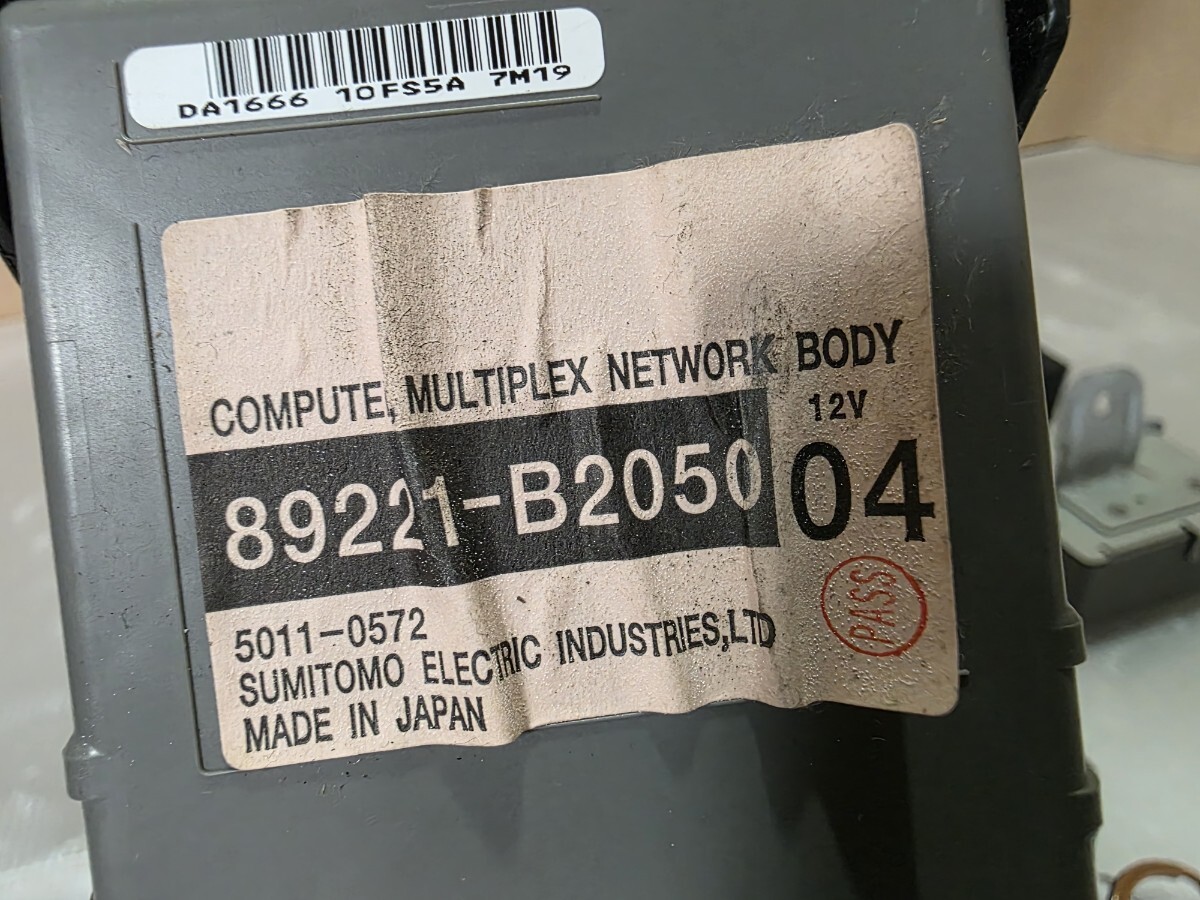 DA1666 10FS5A 7M19
COMPUTE, MULTIPLEX NETWORK BODY
12V
89221-B2050 04
PASS
5011-0572
SUMITOMO ELECTRIC INDUSTRIES,LTD
MADE IN JAPAN